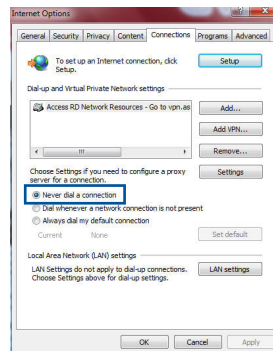 Internet Options
General Security Privacy Content Connections Programs Advanced
To set up an Internet connection, click Setup.
Setup
Dial-up and Virtual Private Network settings
Access RD Network Resources - Go to vpn.as
Add...
Add VPN...
Remove...
Choose Settings if you need to configure a proxy
server for a connection.
Settings
Never dial a connection
Dial whenever a network connection is not present
Always dial my default connection
Current None
Set default
Local Area Network (LAN) settings
LAN Settings do not apply to dial-up connections.
Choose Settings above for dial-up settings.
LAN settings
OK Cancel Apply